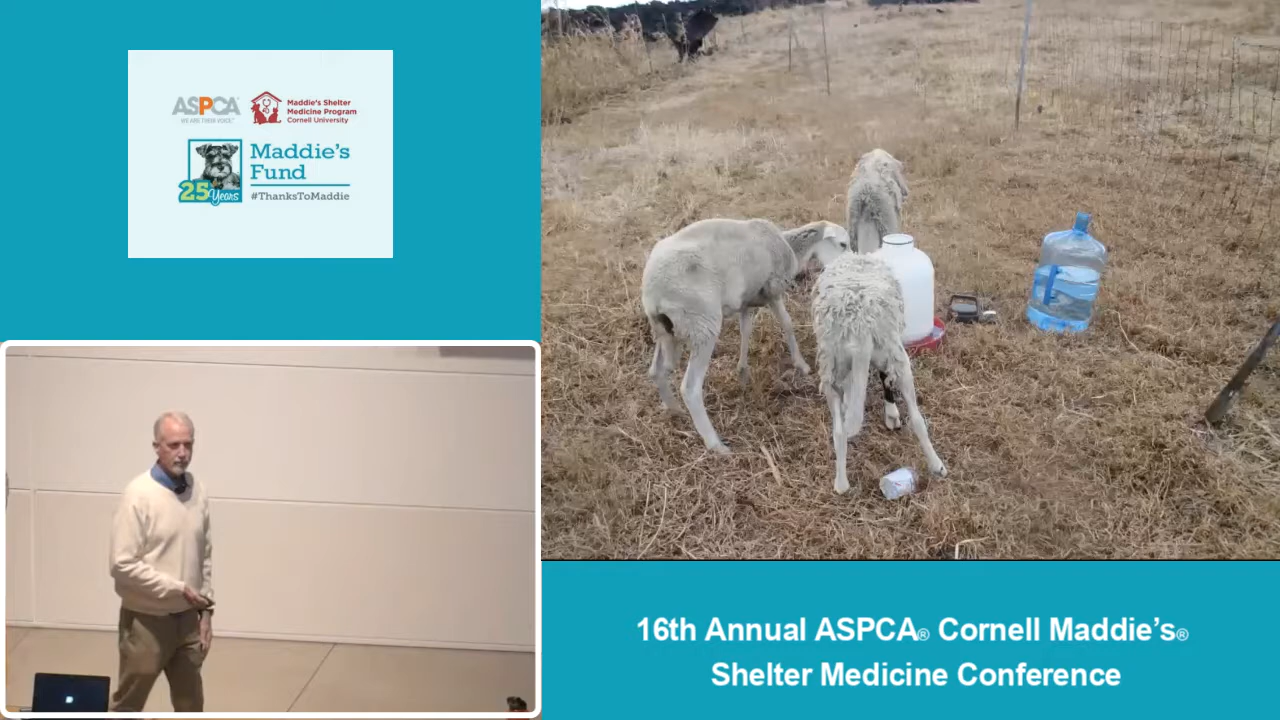 ASPCA
WE ARE THEIR VOICE
Maddie's Shelter
Medicine Program
Cornell University
Maddie's
Fund
25
Years
#ThanksToMaddie
16th Annual ASPCA® Cornell Maddie's®
Shelter Medicine Conference